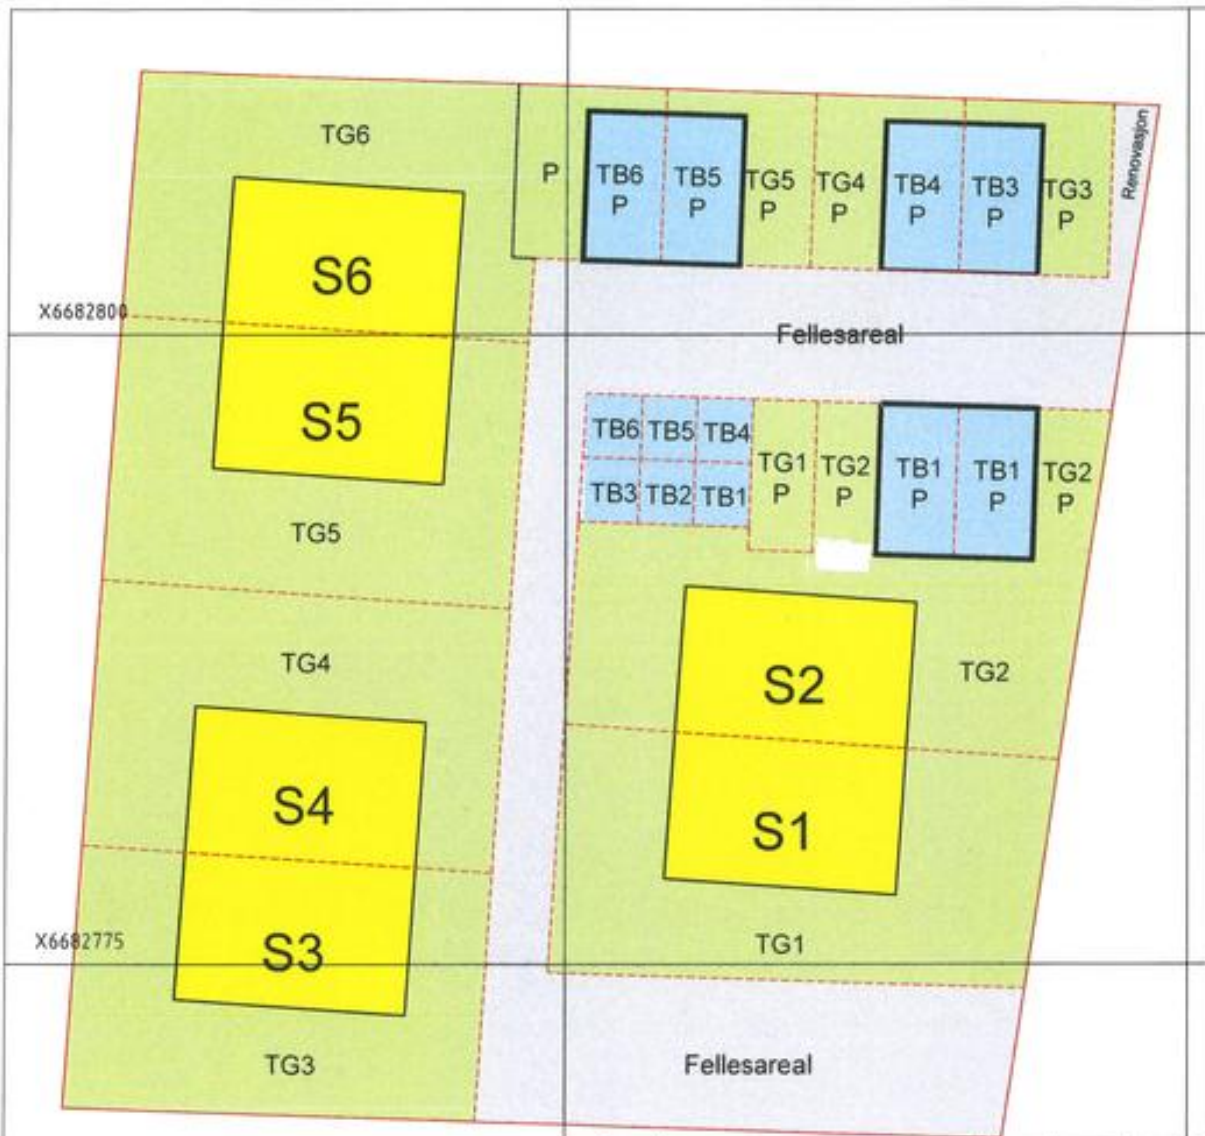 TG6
P
TB6
P
TB5
P
TG5
P
TG4
P
TB4
P
TB3
P
TG3
P
Renovasjon
S6
X6682800
Fellesareal
S5
TG5
TB6 TB5 TB4
TB3 TB2 TB1
TG1
P
TG2
P
TB1
P
TB1
P
TG2
P
TG4
S2
TG2
S4
S1
X6682775
S3
TG1
TG3
Fellesareal